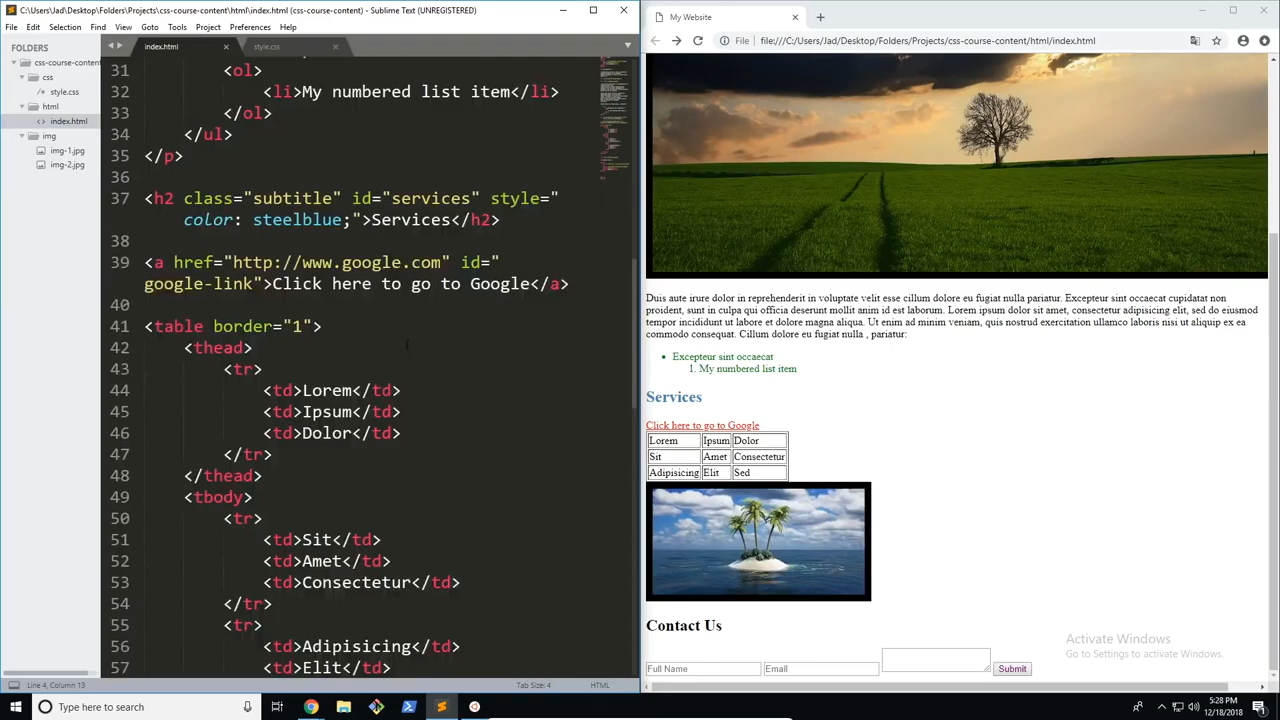 C:\Users\Jad\Desktop\Folders\Projects\css-course-content\html\index.html (css-course-content) - Sublime Text (UNREGISTERED)
File Edit Selection Find View Goto Tools Project Preferences Help
FOLDERS
css-course-content
css
style.css
html
index.html
img
img-1.jpg
img-2.jpg
index.html
style.css
31 <ol>
32 <li>My numbered list item</li>
33 </ol>
34 </ul>
35 </p>
36
37 <h2 class="subtitle" id="services" style="
color: steelblue;">Services</h2>
38
39 <a href="http://www.google.com" id="
google-link">Click here to go to Google</a>
40
41 <table border="1">
42 <thead>
43 <tr>
44 <td>Lorem</td>
45 <td>Ipsum</td>
46 <td>Dolor</td>
47 </tr>
48 </thead>
49 <tbody>
50 <tr>
51 <td>Sit</td>
52 <td>Amet</td>
53 <td>Consectetur</td>
54 </tr>
55 <tr>
56 <td>Adipisicing</td>
57 <td>Elit</td>
Line 4, Column 13
Tab Size: 4
HTML
My Website
File file:///C:/Users/Jad/Desktop/Folders/Projects/css-course-content/html/index.html
Duis aute irure dolor in reprehenderit in voluptate velit esse cillum dolore eu fugiat nulla pariatur. Excepteur sint occaecat cupidatat non
proident, sunt in culpa qui officia deserunt mollit anim id est laborum. Lorem ipsum dolor sit amet, consectetur adipisicing elit, sed do eiusmod
tempor incididunt ut labore et dolore magna aliqua. Ut enim ad minim veniam, quis nostrud exercitation ullamco laboris nisi ut aliquip ex ea
commodo consequat. Cillum dolore eu fugiat nulla , pariatur:
Excepteur sint occaecat
1. My numbered list item
Services
Click here to go to Google
Lorem Ipsum Dolor
Sit Amet Consectetur
Adipisicing Elit Sed
Contact Us
Full Name
Email
Submit
Activate Windows
Go to Settings to activate Windows.
Type here to search
5:28 PM
12/18/2018